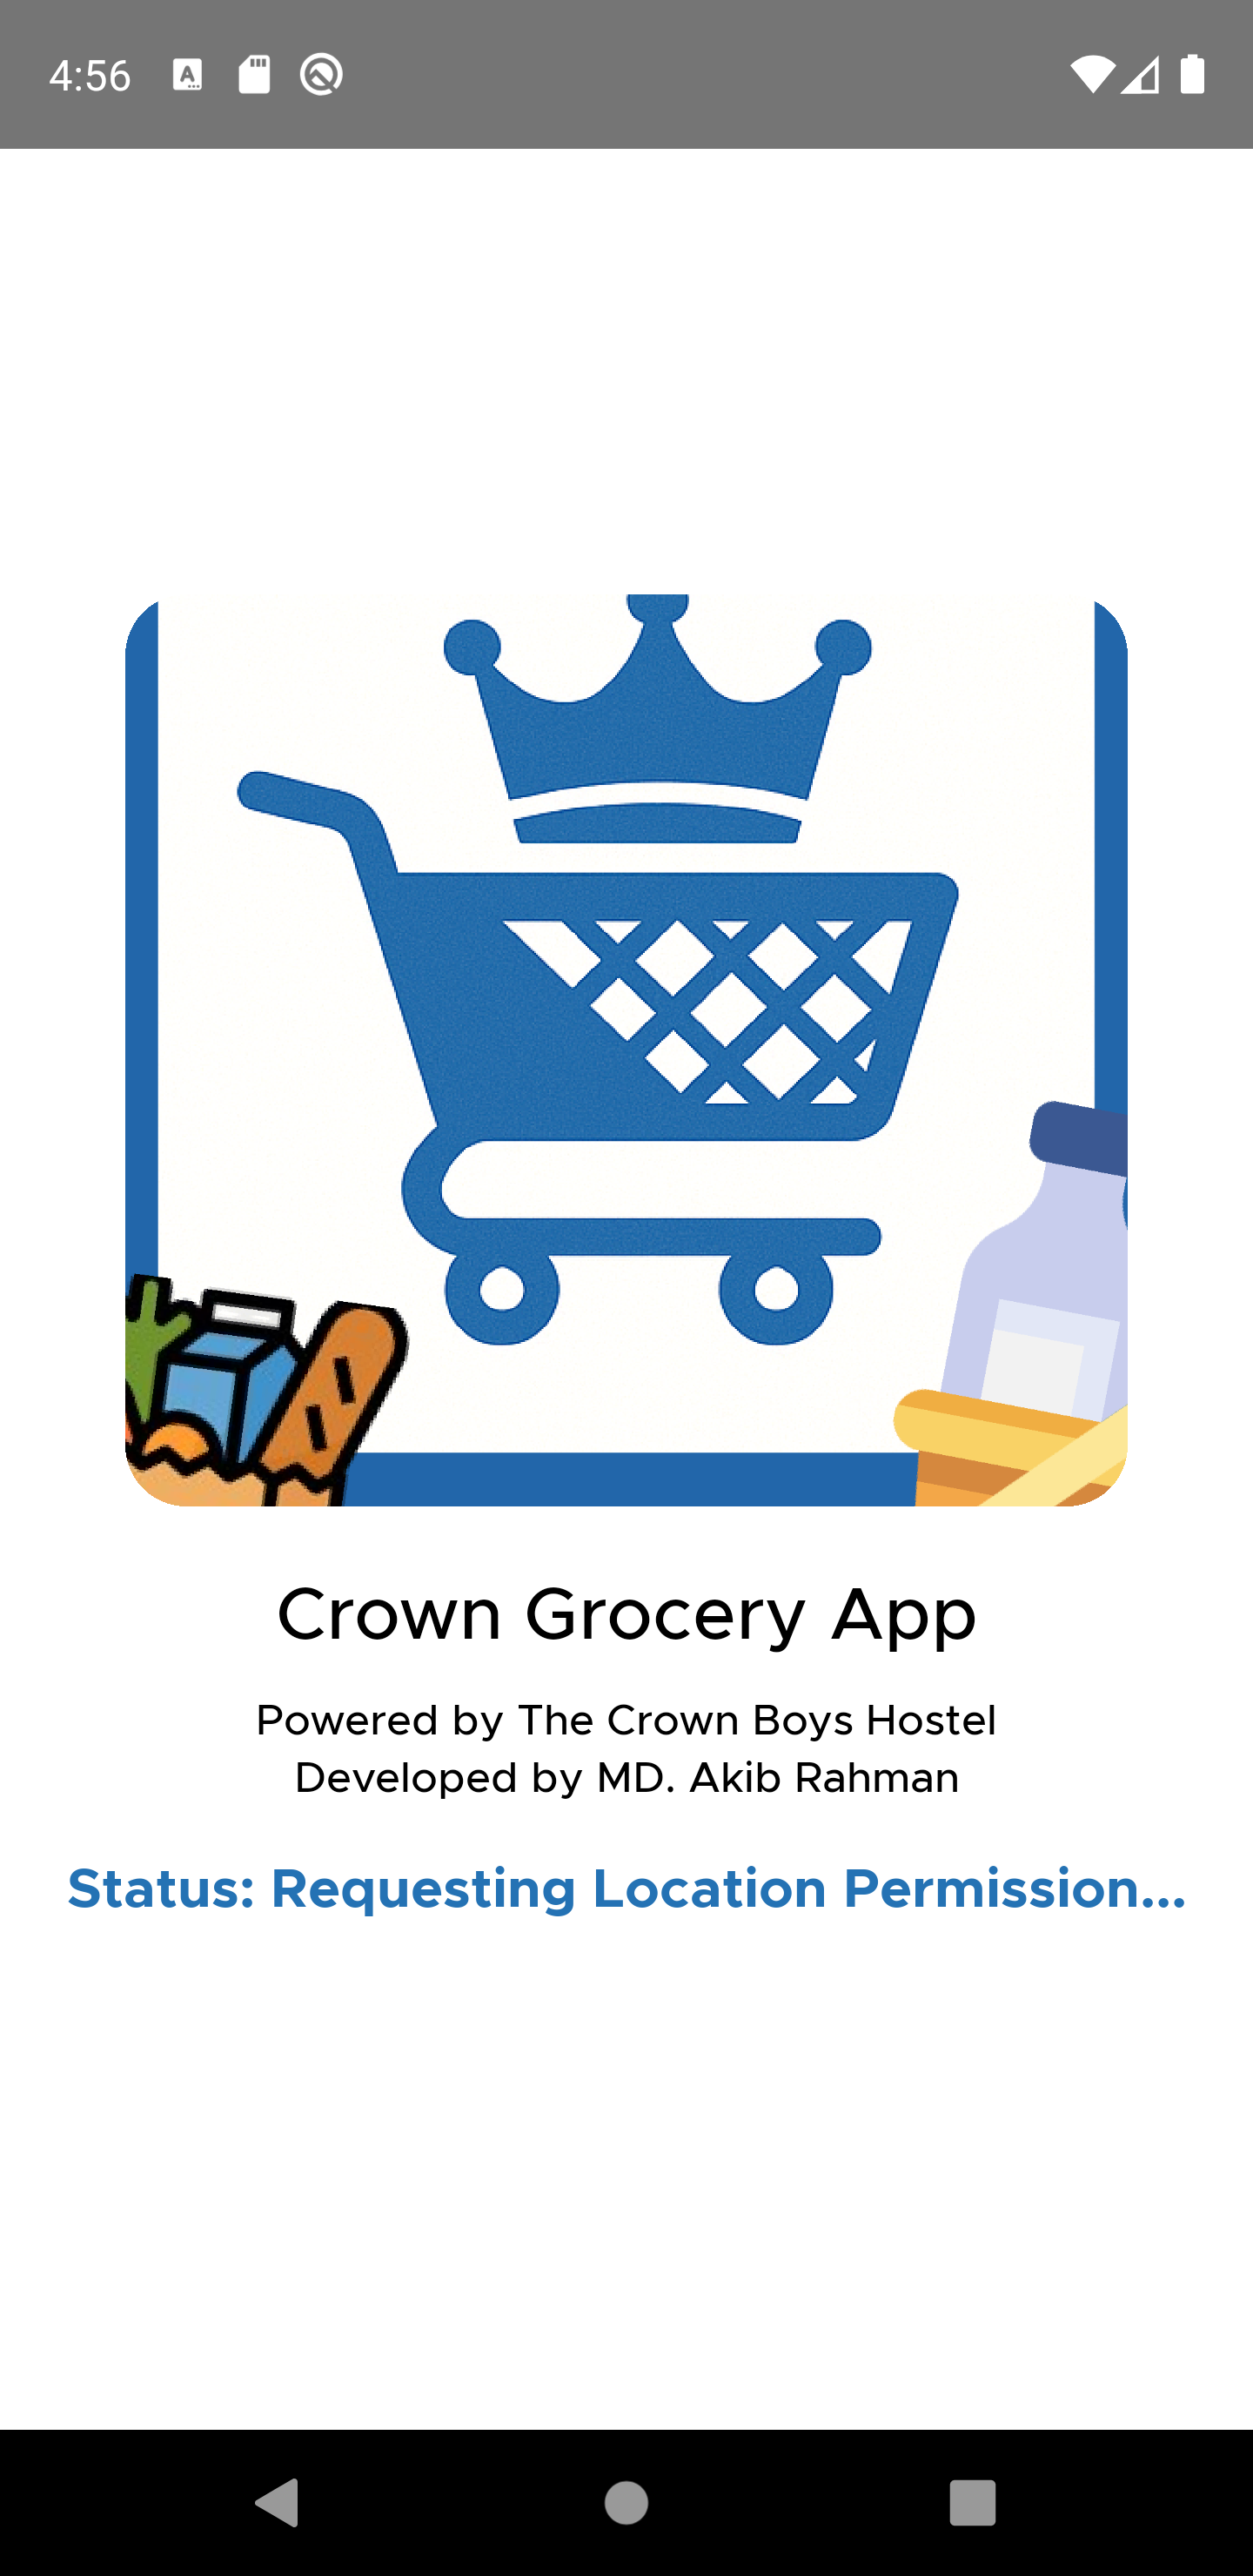 4:56
Crown Grocery App
Powered by The Crown Boys Hostel
Developed by MD. Akib Rahman
Status: Requesting Location Permission...